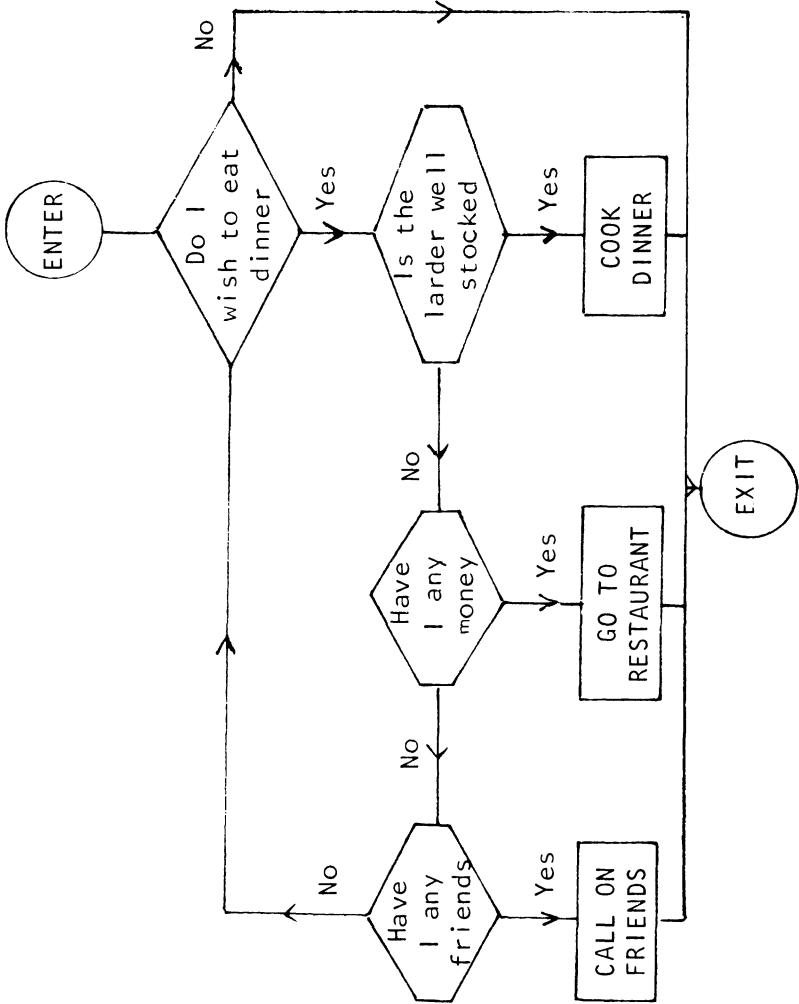 ENTER
Do I
wish to eat
dinner
No
Yes
Is the
larder well
stocked
Yes
COOK
DINNER
No
Have
I any
money
Yes
GO TO
RESTAURANT
No
Have
I any
friends
No
Yes
CALL ON
FRIENDS
EXIT